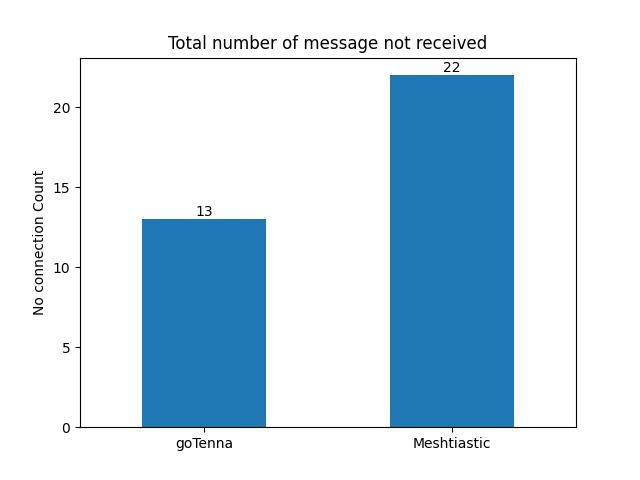 Total number of message not received
No connection Count
20
15
10
5
0
13
22
goTenna
Meshtiastic